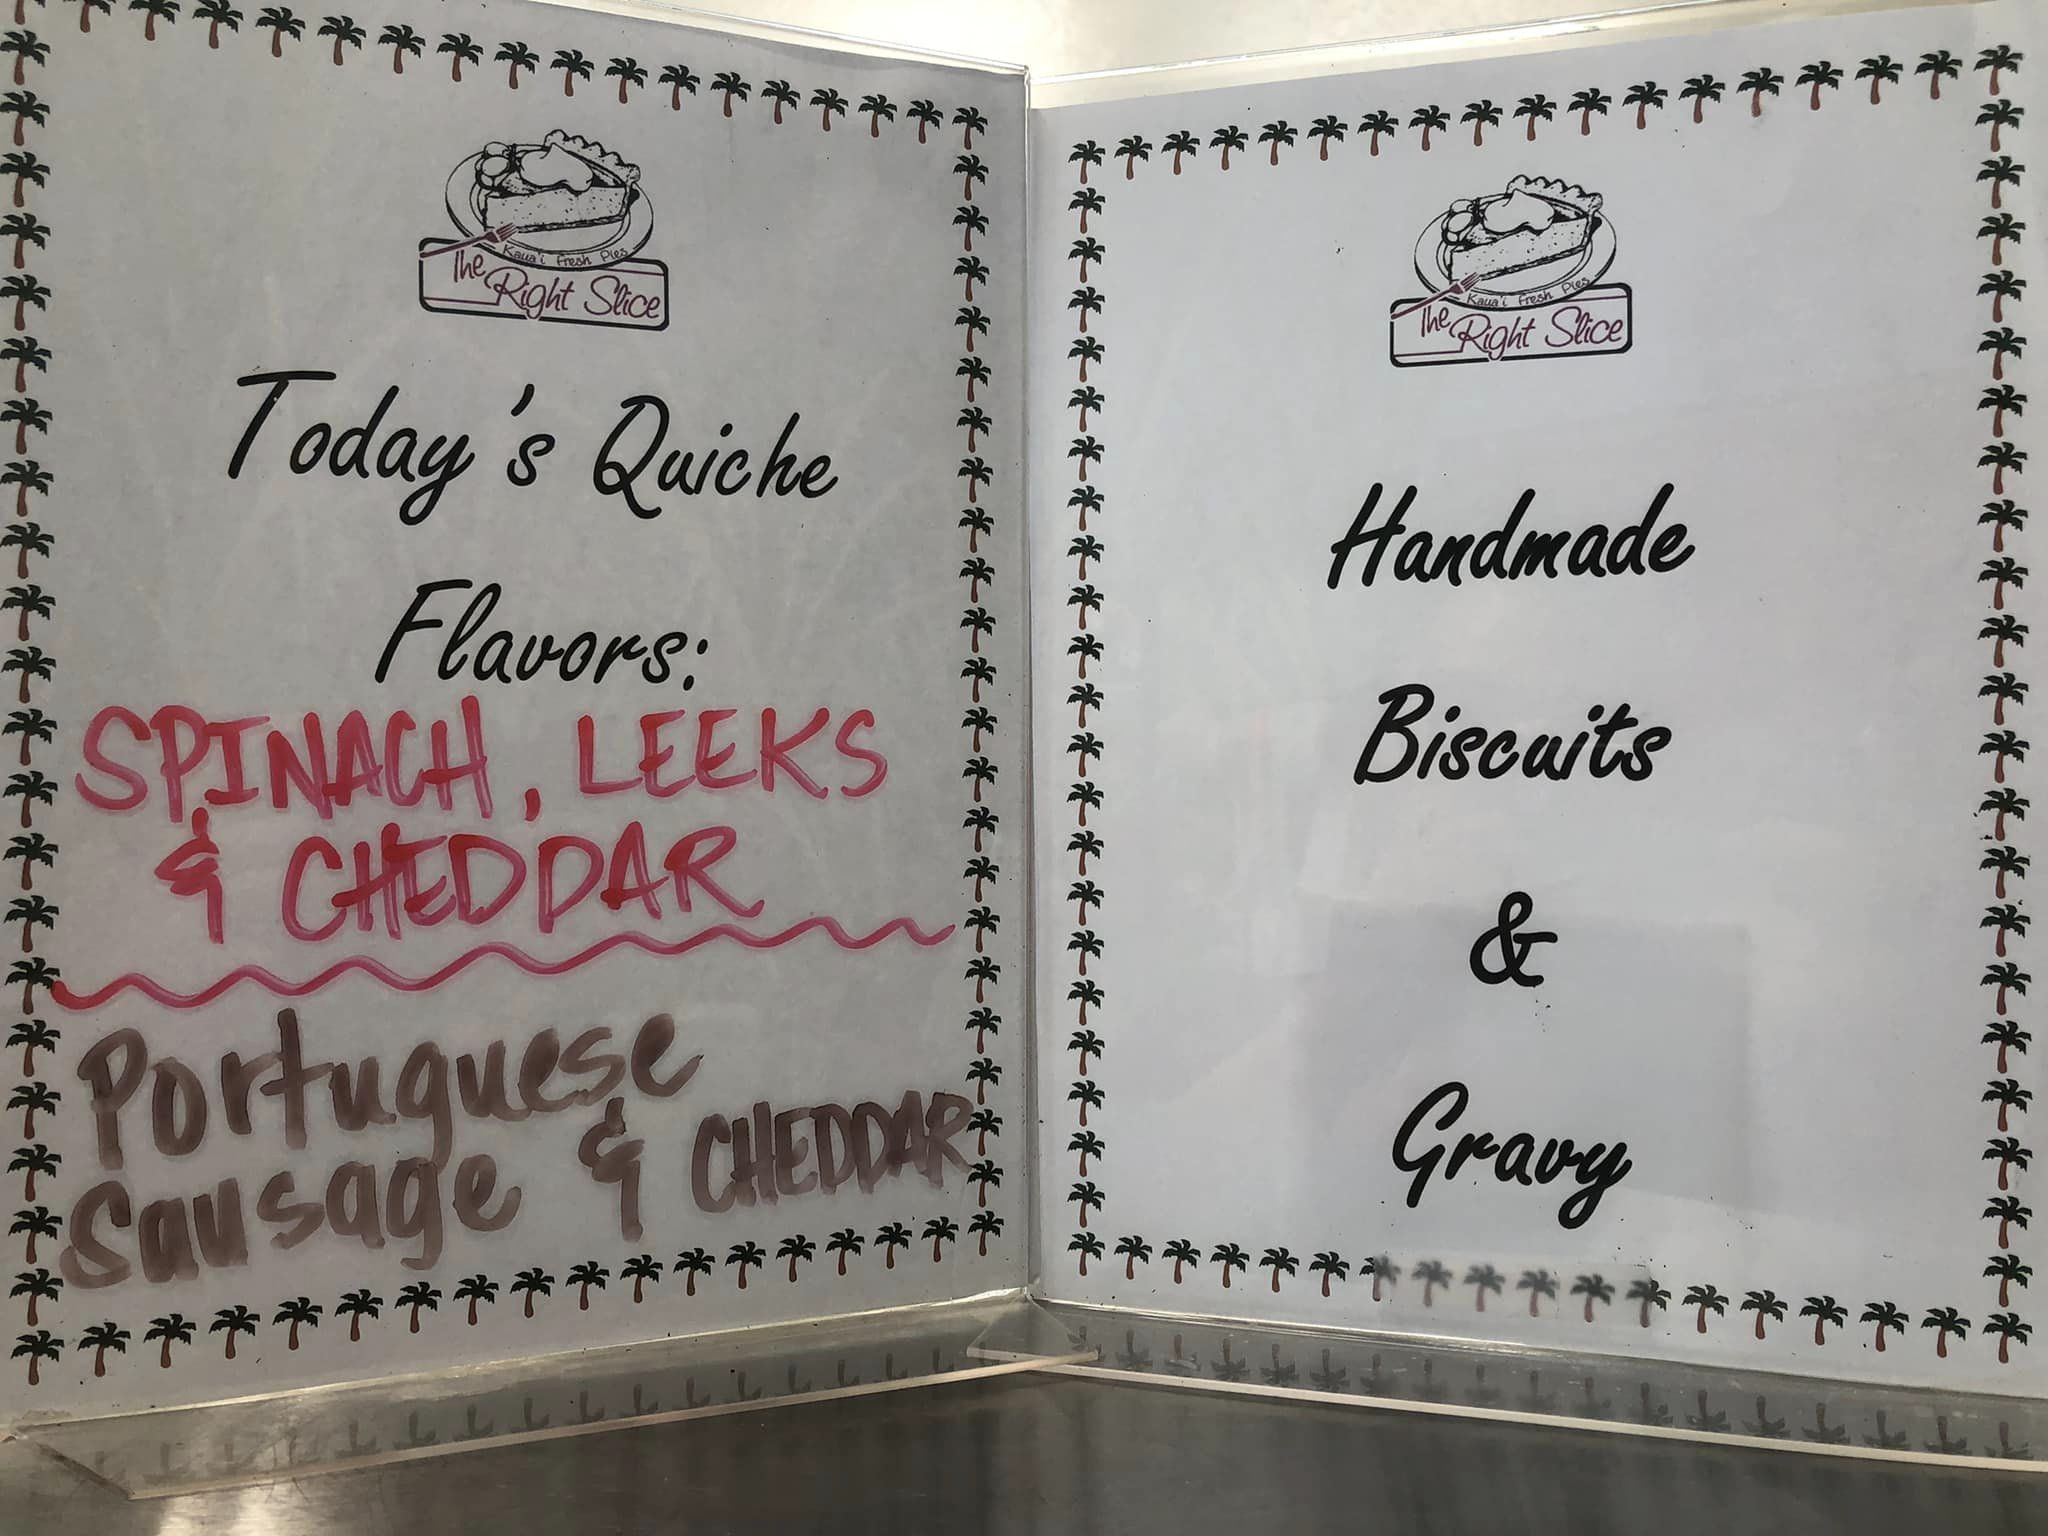 Kaua'i Fresh Pies
The
Right Slice
Today's Quiche
Flavors:
SPINACH, LEEKS
& CHEDDAR
Portuguese
Sausage & CHEDDAR
Kaua'i Fresh Pies
The
Right Slice
Handmade
Biscuits
&
Gravy